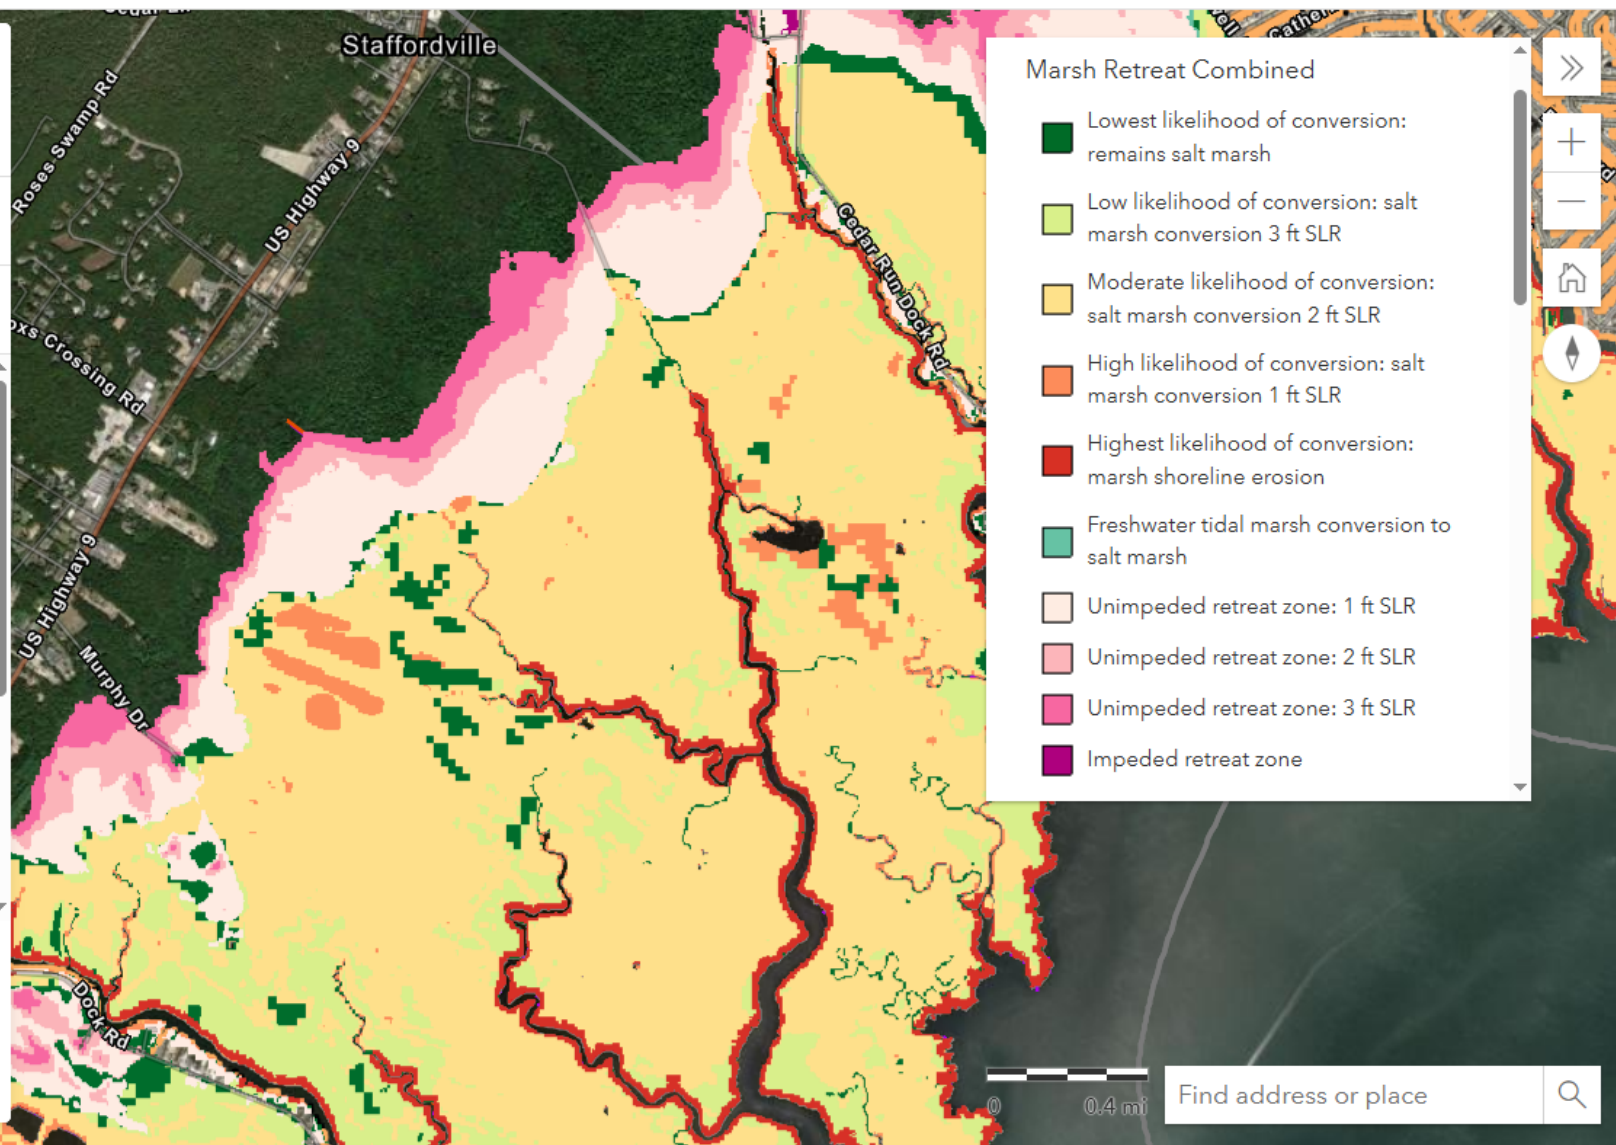 Cedar Ln
Staffordville
Roses Swamp Rd
US Highway 9
Cedar Run Dock Rd
US Highway 9
Murphy Dr
Dock Rd
Marsh Retreat Combined
Lowest likelihood of conversion:
remains salt marsh
Low likelihood of conversion: salt
marsh conversion 3 ft SLR
Moderate likelihood of conversion:
salt marsh conversion 2 ft SLR
High likelihood of conversion: salt
marsh conversion 1 ft SLR
Highest likelihood of conversion:
marsh shoreline erosion
Freshwater tidal marsh conversion to
salt marsh
Unimpeded retreat zone: 1 ft SLR
Unimpeded retreat zone: 2 ft SLR
Unimpeded retreat zone: 3 ft SLR
Impeded retreat zone
oxs Crossing Rd
0 0.4 mi
Find address or place